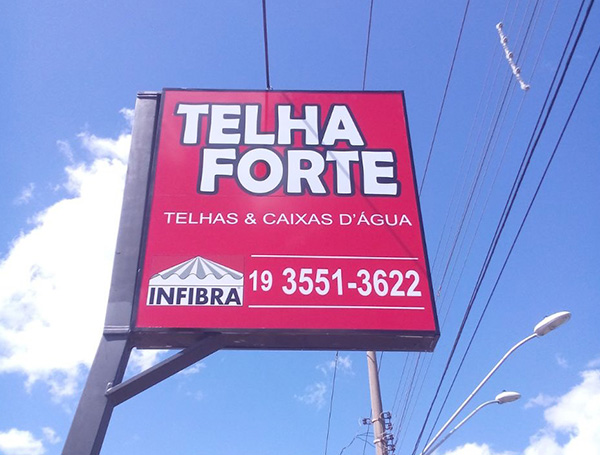 TELHA
FORTE
TELHAS & CAIXAS D'ÁGUA
INFIBRA
19 3551-3622